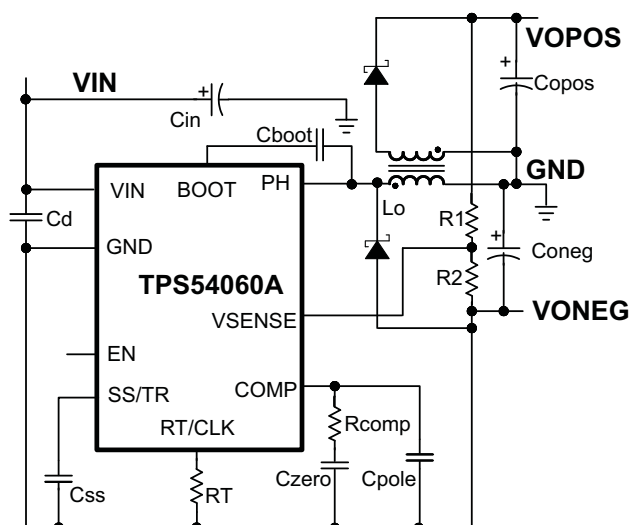 VOPOS
VIN
+
+
Copos
Cin
Cboot
GND
VIN
BOOT
PH
Lo
R1
Cd
GND
+
Coneg
TPS54060A
R2
VSENSE
VONEG
EN
COMP
SS/TR
RT/CLK
Rcomp
Css
RT
Czero
Cpole